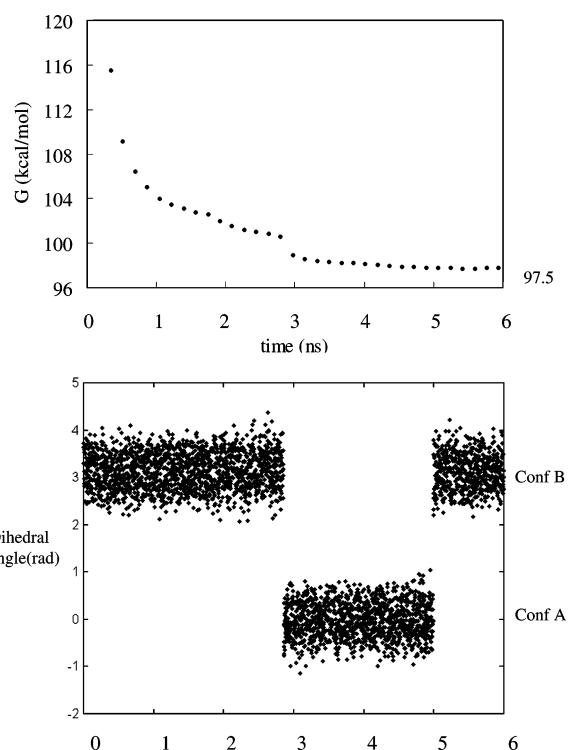 120
116
112
108
104
100
96
G (kcal/mol)
97.5
0 1 2 3 4 5 6
time (ns)
5
4
3
2
1
0
-1
-2
Dihedral
ngle(rad)
Conf B
Conf A
0 1 2 3 4 5 6